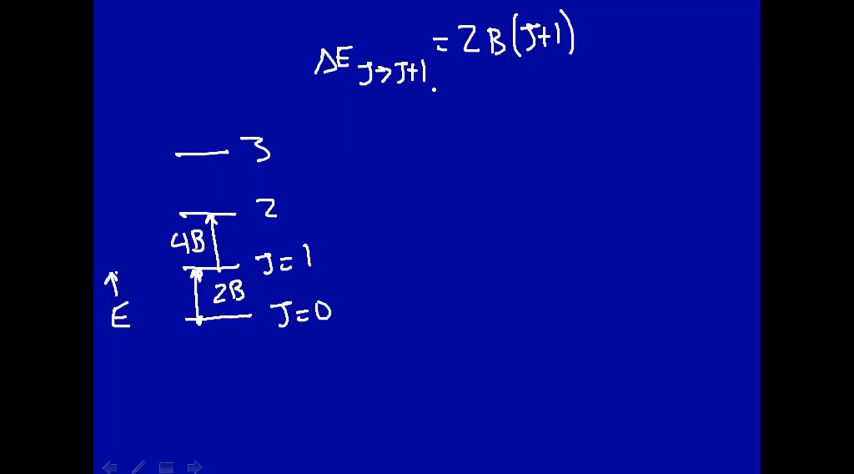 ΔE J→J+1 = 2B(J+1)
3
2
4B
J=1
2B
E
J=0